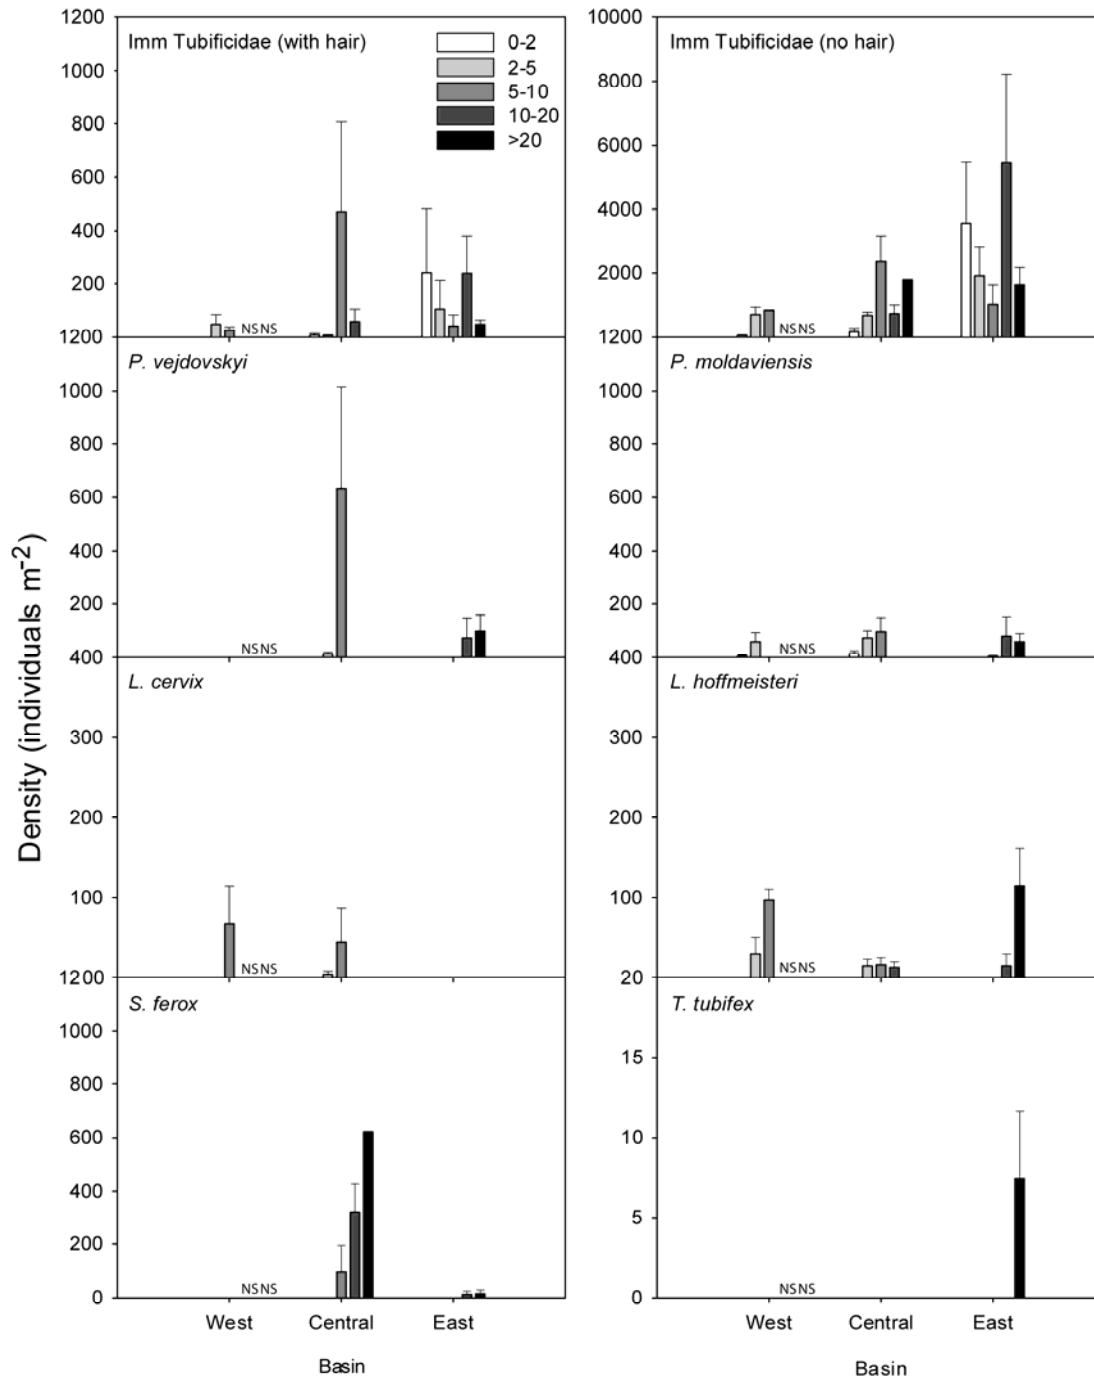 Density (individuals m-2)
1200
1000
800
600
400
200
Imm Tubificidae (with hair)
0-2
2-5
5-10
10-20
>20
NS NS
10000
8000
6000
4000
2000
Imm Tubificidae (no hair)
NS NS
1200
1000
800
600
400
200
P. vejdovskyi
NS NS
1200
1000
800
600
400
200
P. moldaviensis
NS NS
400
300
200
100
L. cervix
NS NS
400
300
200
100
L. hoffmeisteri
NS NS
1200
1000
800
600
400
200
0
S. ferox
NS NS
West Central East
Basin
20
15
10
5
0
T. tubifex
NS NS
West Central East
Basin